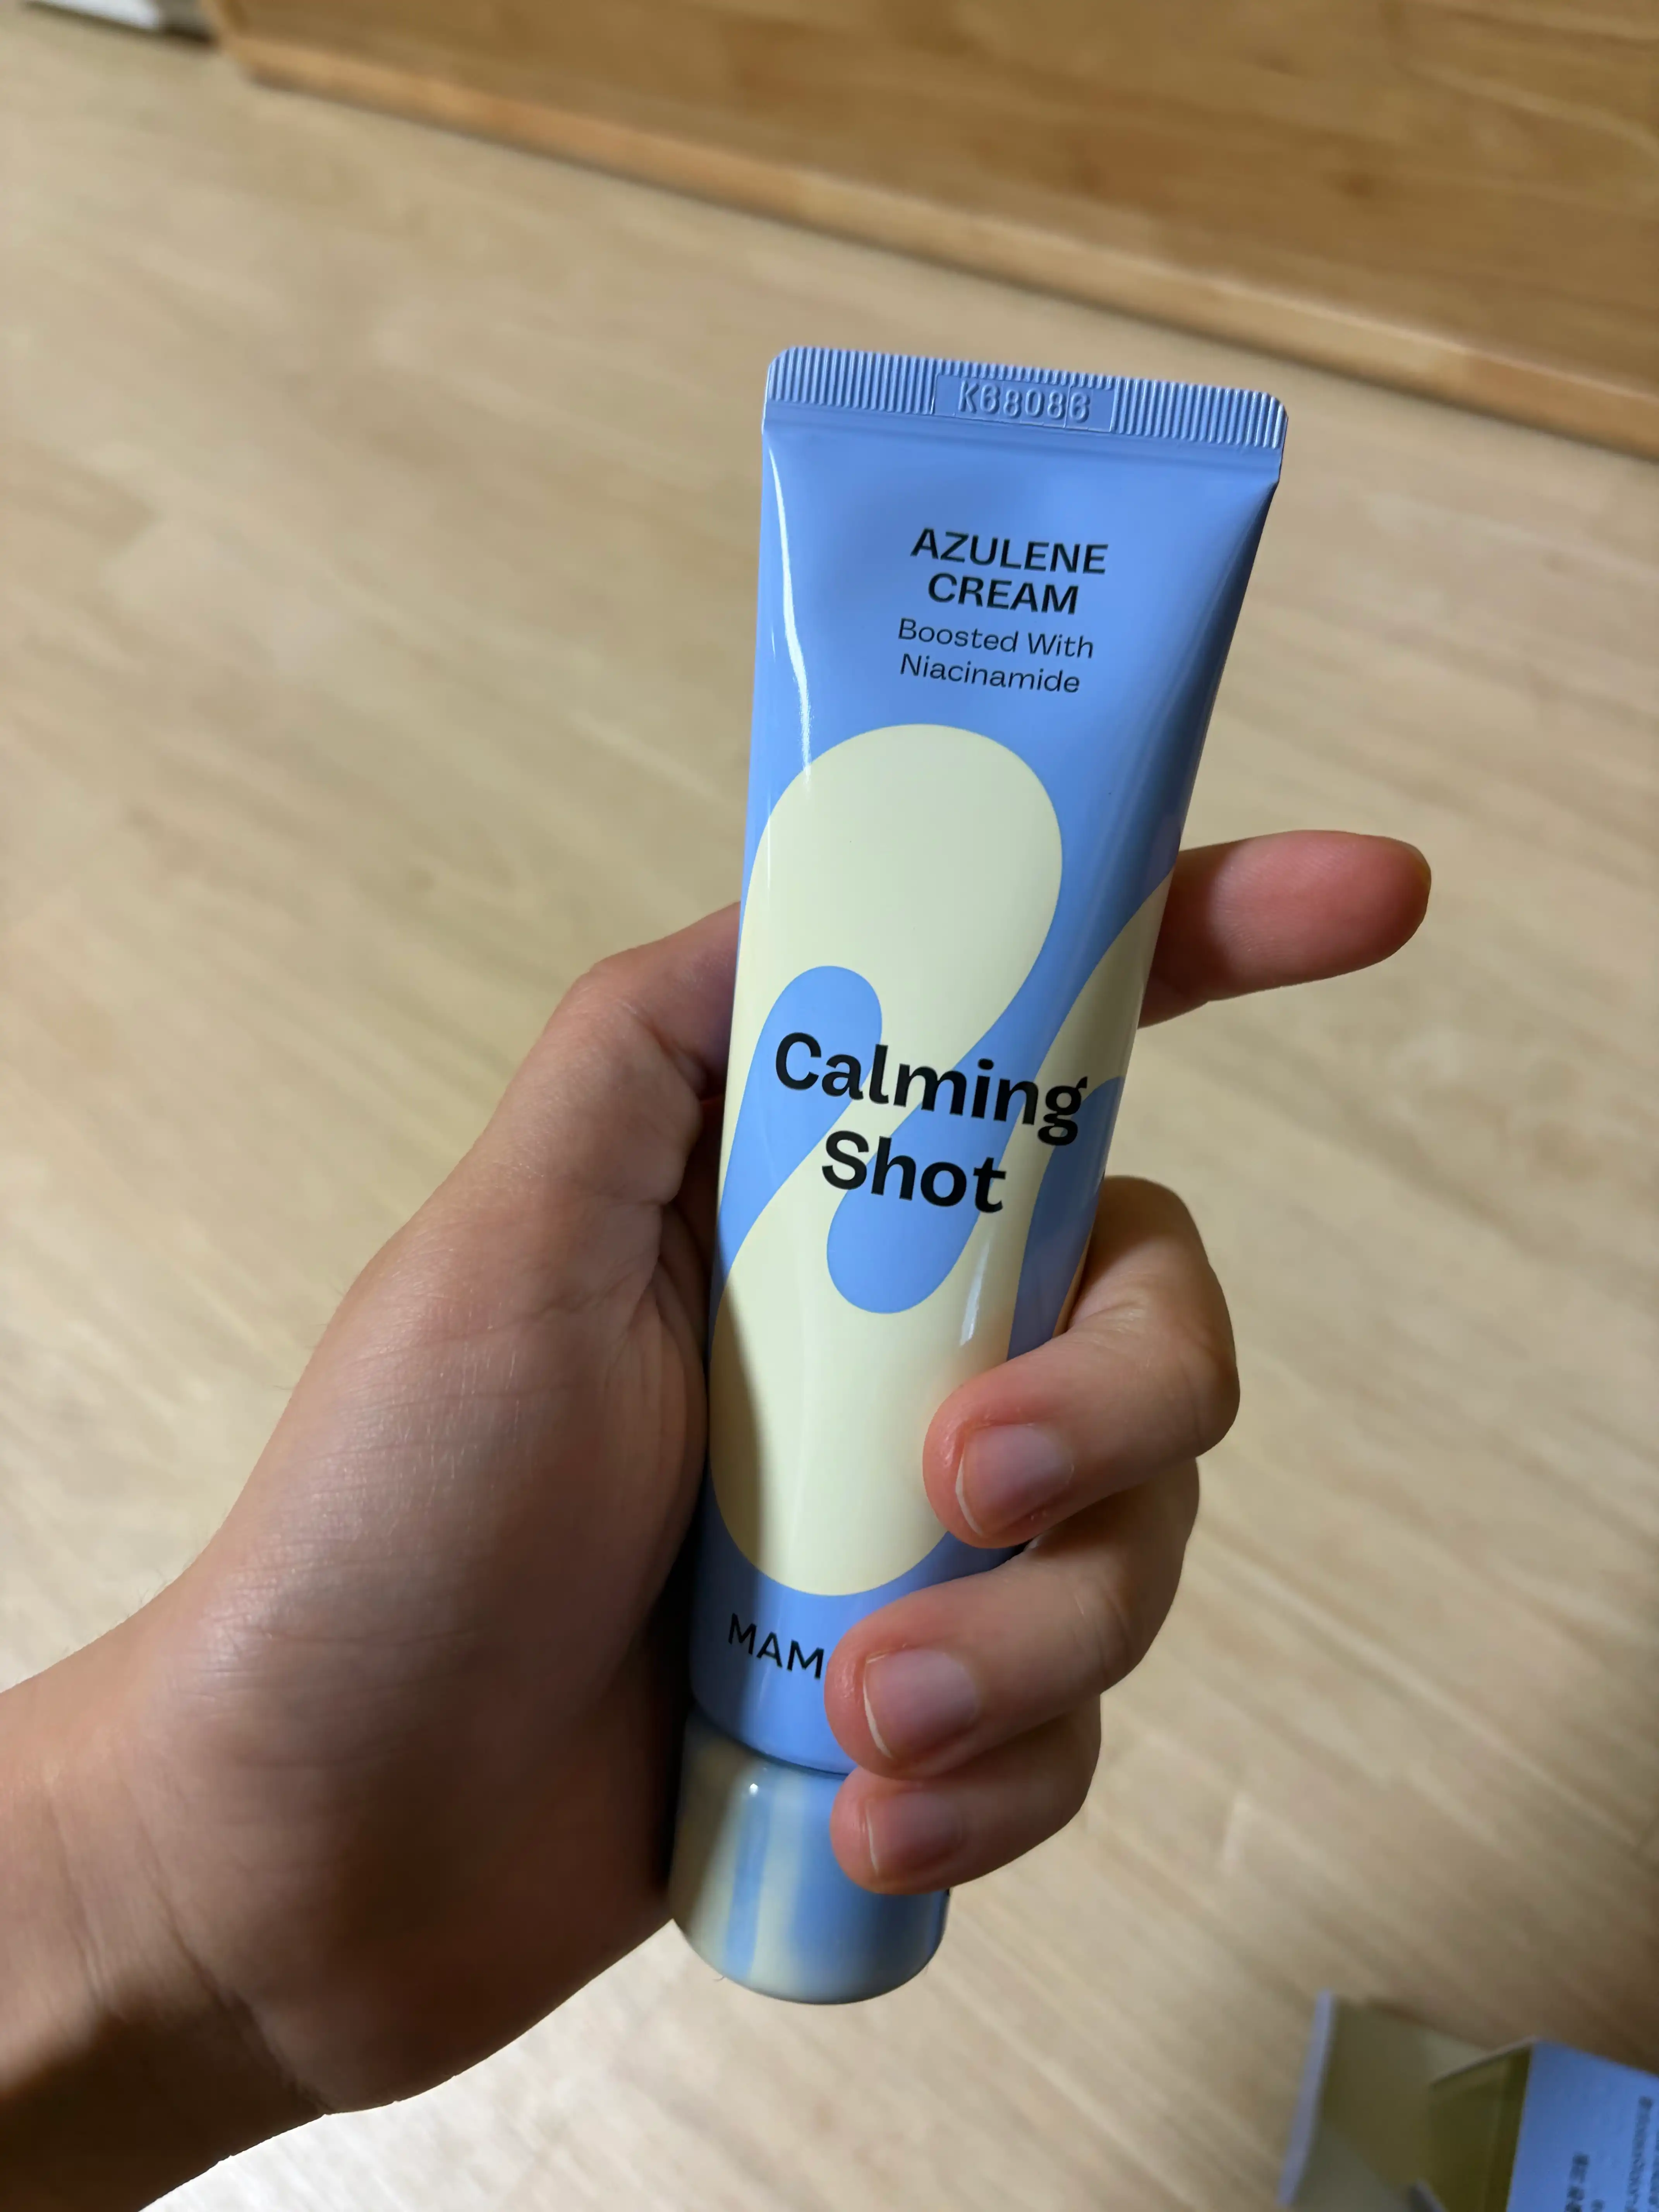 K68086
AZULENE
CREAM
Boosted With
Niacinamide
Calming
Shot
MAM